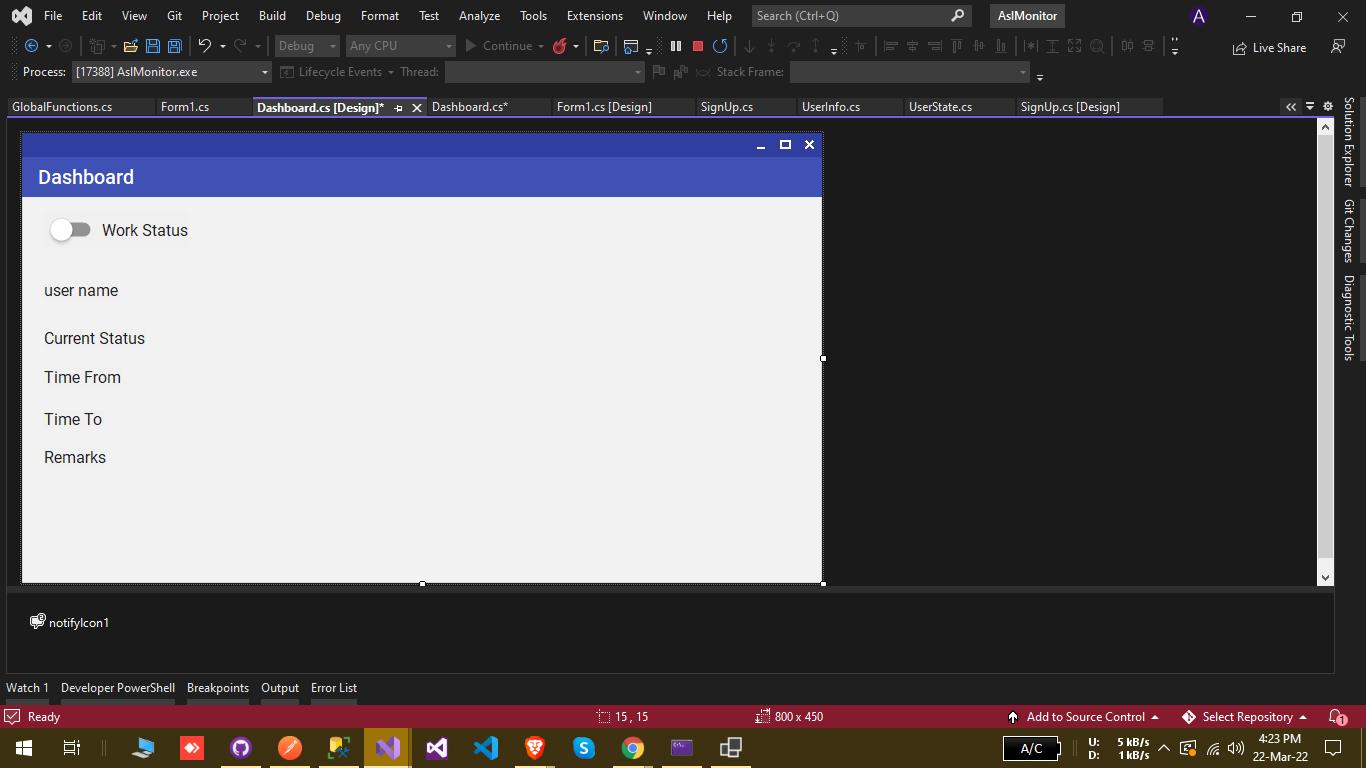 File Edit View Git Project Build Debug Format Test Analyze Tools Extensions Window Help Search (Ctrl+Q) AslMonitor A
Debug Any CPU Continue Live Share
Process: [17388] AslMonitor.exe Lifecycle Events Thread: Stack Frame:
GlobalFunctions.cs Form1.cs Dashboard.cs [Design]* Dashboard.cs* Form1.cs [Design] SignUp.cs UserInfo.cs UserState.cs SignUp.cs [Design]
Dashboard
Work Status
user name
Current Status
Time From
Time To
Remarks
notifyIcon1
Solution Explorer
Git Changes
Diagnostic Tools
Watch 1 Developer PowerShell Breakpoints Output Error List
Ready 15 , 15 800 x 450 Add to Source Control Select Repository 1
A/C U: 5 kB/s 4:23 PM
D: 1 kB/s 22-Mar-22